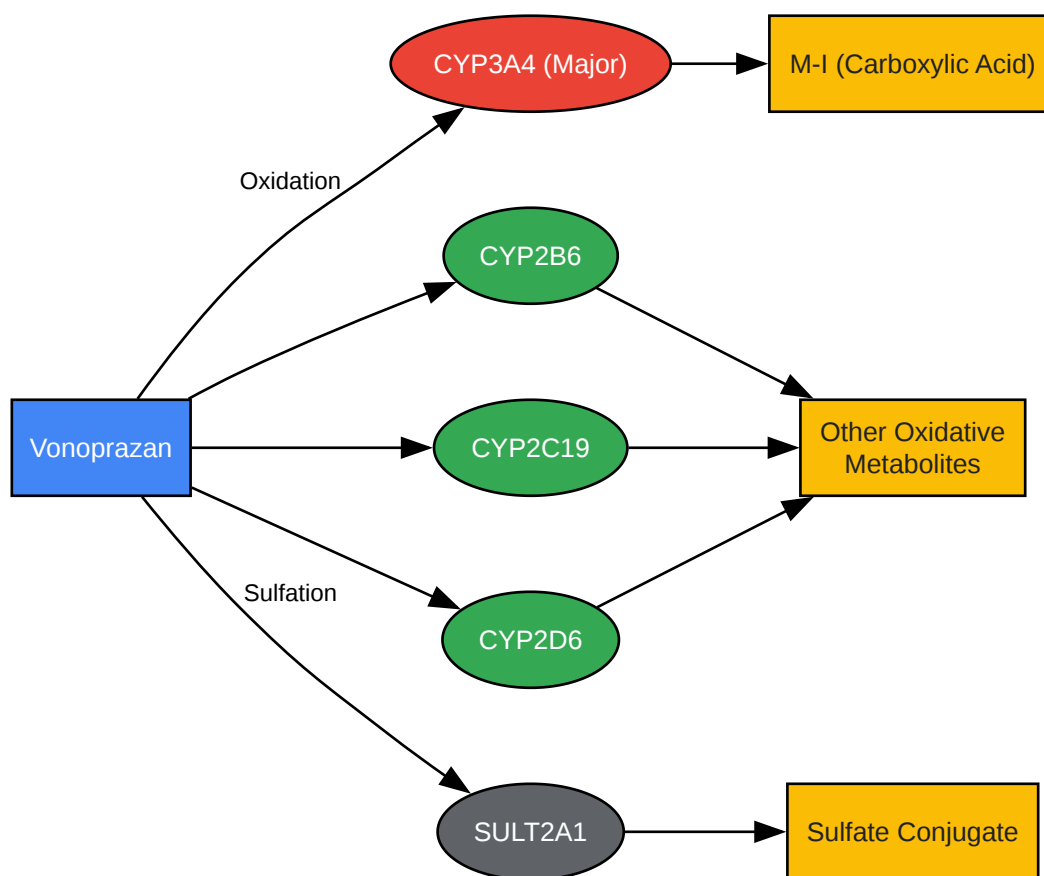 CYP3A4 (Major)
M-I (Carboxylic Acid)
Oxidation
CYP2B6
Vonoprazan
CYP2C19
Other Oxidative
Metabolites
Sulfation
CYP2D6
SULT2A1
Sulfate Conjugate